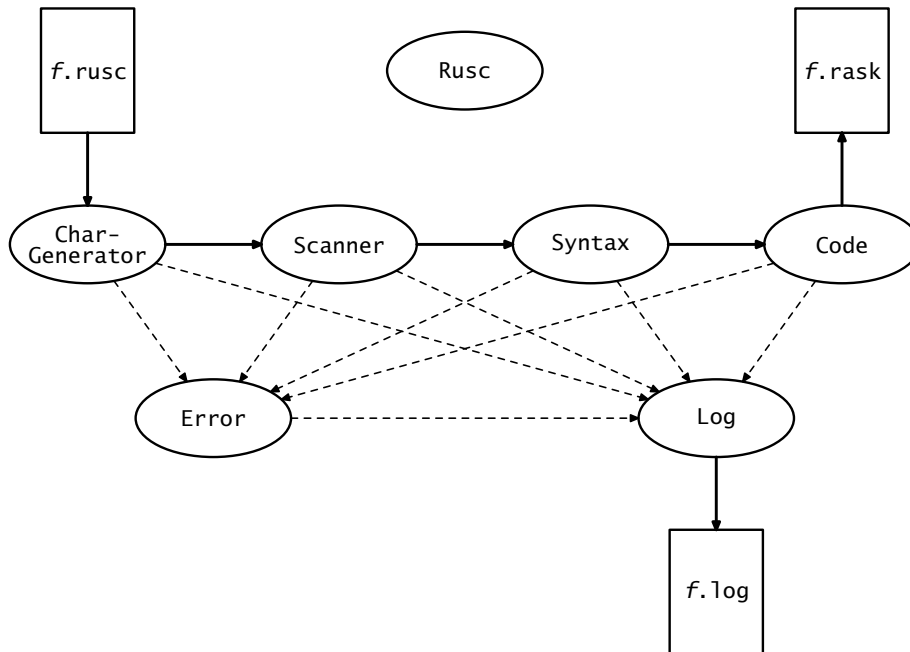 f.rusc
Rusc
f.rask
Char-
Generator
Scanner
Syntax
Code
Error
Log
f.log